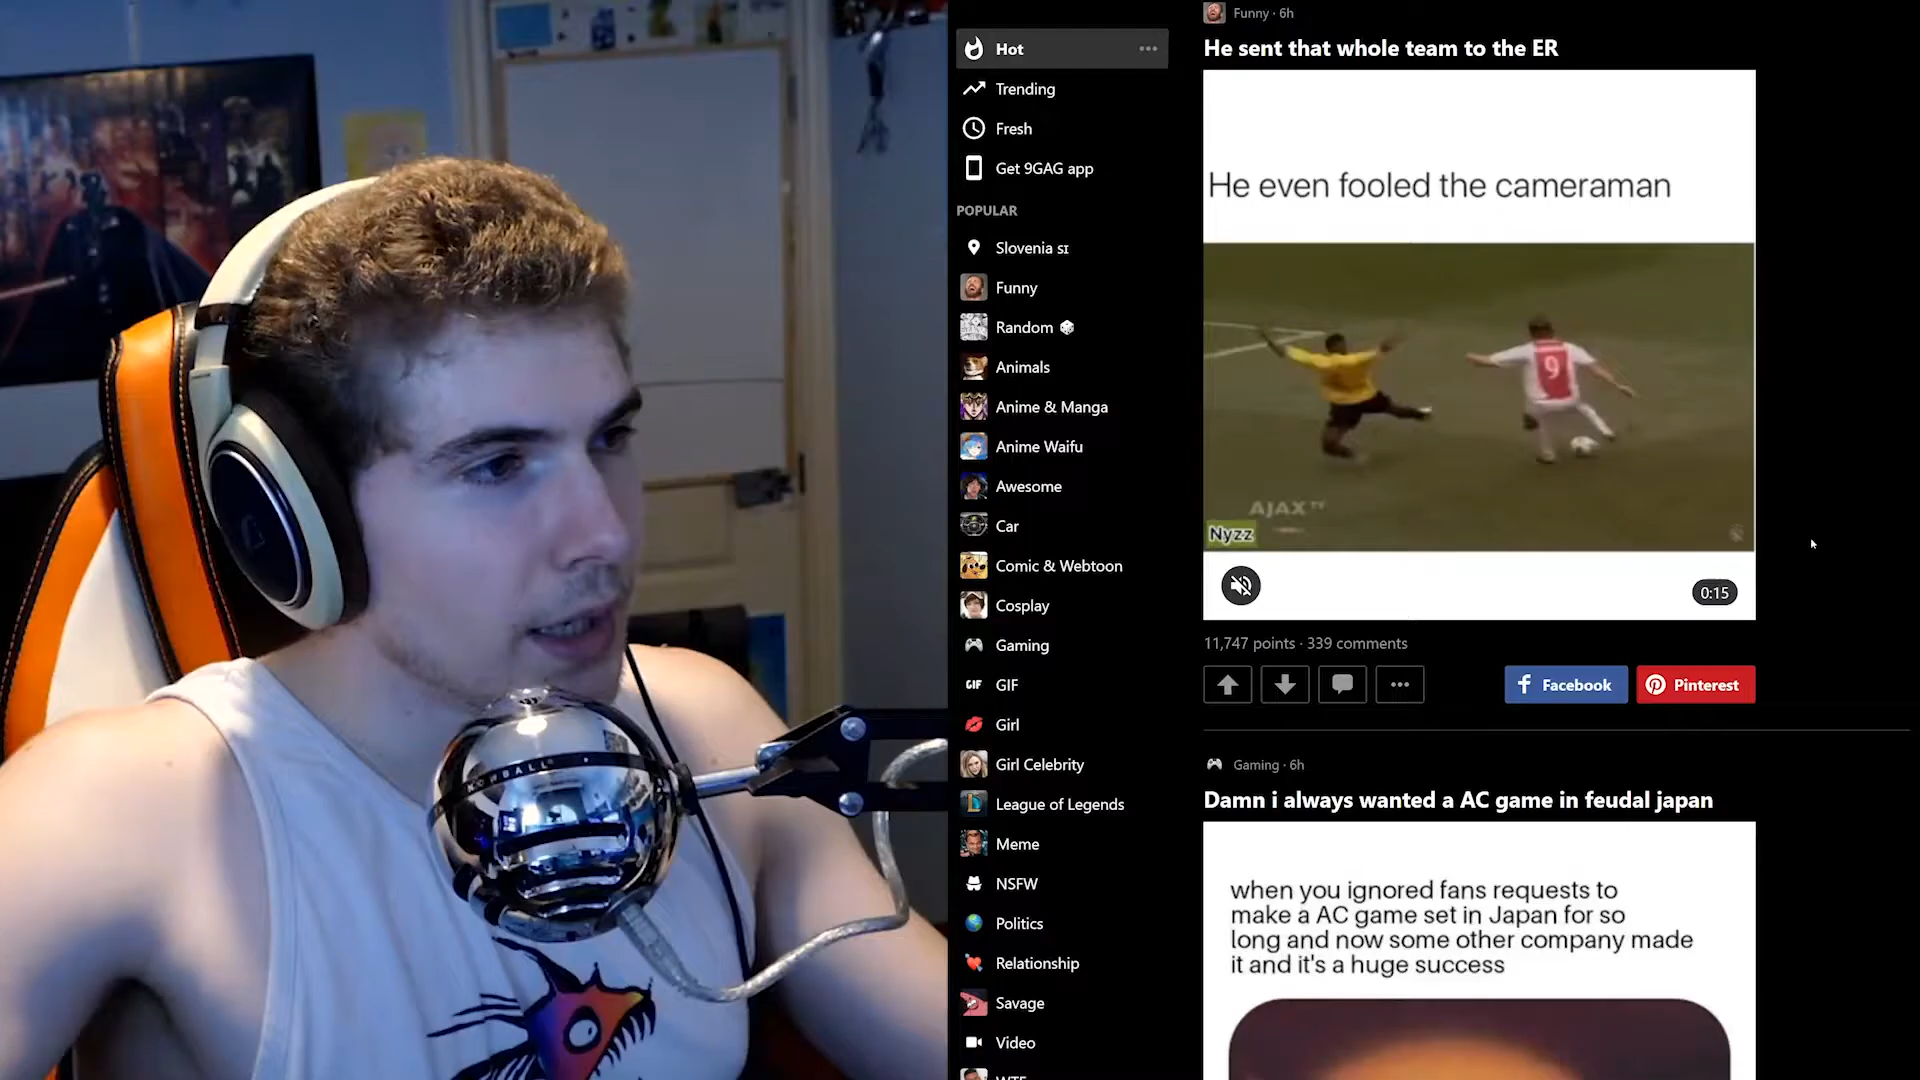 Hot
Trending
Fresh
Get 9GAG app
POPULAR
Slovenia SI
Funny
Random
Animals
Anime & Manga
Anime Waifu
Awesome
Car
Comic & Webtoon
Cosplay
Gaming
GIF GIF
Girl
Girl Celebrity
League of Legends
Meme
NSFW
Politics
Relationship
Savage
Video
WTF
Funny · 6h
He sent that whole team to the ER
He even fooled the cameraman
9
AJAX TV
Nyzz
0:15
11,747 points · 339 comments
Facebook
Pinterest
Gaming · 6h
Damn i always wanted a AC game in feudal japan
when you ignored fans requests to
make a AC game set in Japan for so
long and now some other company made
it and it's a huge success
SNOWBALL